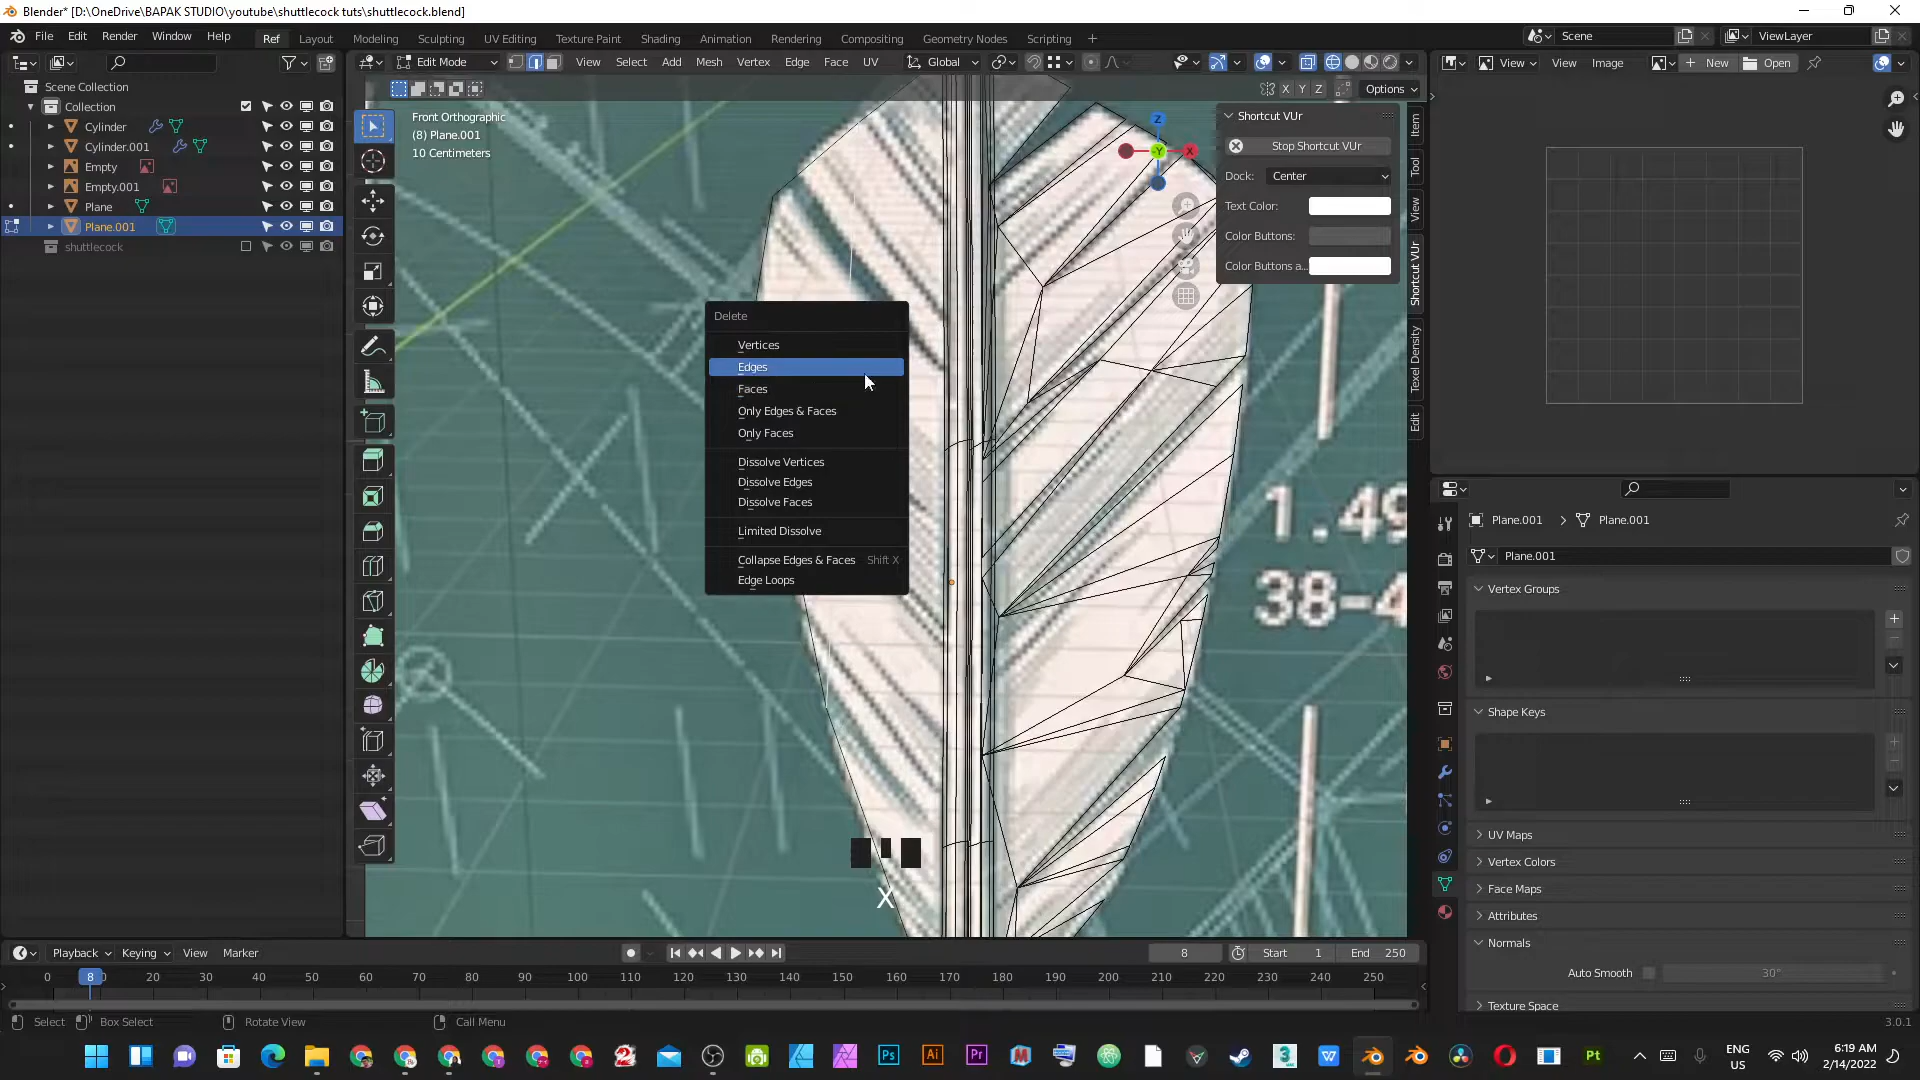 Blender* [D:\OneDrive\BAPAK STUDIO\youtube\shuttlecock tuts\shuttlecock.blend]
File Edit Render Window Help Ref Layout Modeling Sculpting UV Editing Texture Paint Shading Animation Rendering Compositing Geometry Nodes Scripting + Scene ViewLayer
Edit Mode View Select Add Mesh Vertex Edge Face UV Global View View Image New Open
X Y Z Options
Scene Collection
Collection
Cylinder
Cylinder.001
Empty
Empty.001
Plane
Plane.001
shuttlecock
Front Orthographic
(8) Plane.001
10 Centimeters
Z
Y
X
Shortcut VUr
Stop Shortcut VUr
Dock: Center
Text Color:
Color Buttons:
Color Buttons a...
Item
Tool
View
Shortcut VUr
Texel Density
Edit
Delete
Vertices
Edges
Faces
Only Edges & Faces
Only Faces
Dissolve Vertices
Dissolve Edges
Dissolve Faces
Limited Dissolve
Collapse Edges & Faces Shift X
Edge Loops
1.49
38-4
X
Plane.001 > Plane.001
Plane.001
Vertex Groups
Shape Keys
UV Maps
Vertex Colors
Face Maps
Attributes
Normals
Auto Smooth 30°
Texture Space
Playback Keying View Marker 8 Start 1 End 250
0 8 20 30 40 50 60 70 80 90 100 110 120 130 140 150 160 170 180 190 200 210 220 230 240 250
Select Box Select Rotate View Call Menu 3.0.1
Ps Ai Pr M 3 W Pt
ENG
US
6:19 AM
2/14/2022